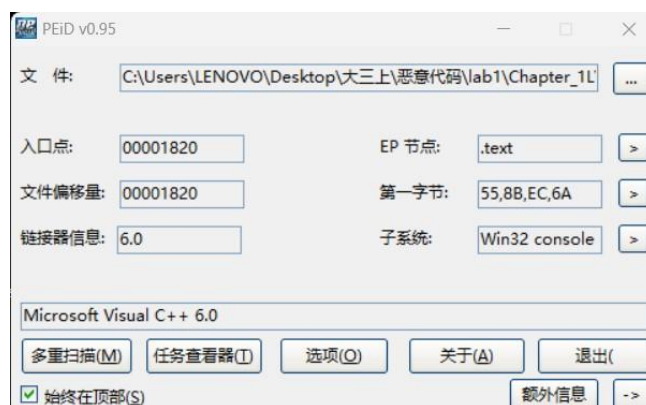 PEiD v0.95
文 件: C:\Users\LENOVO\Desktop\大三上\恶意代码\lab1\Chapter_1L ...
入口点: 00001820 EP 节点: .text >
文件偏移量: 00001820 第一字节: 55,8B,EC,6A >
链接器信息: 6.0 子系统: Win32 console >
Microsoft Visual C++ 6.0
多重扫描(M) 任务查看器(T) 选项(O) 关于(A) 退出(
始终在顶部(S) 额外信息 ->